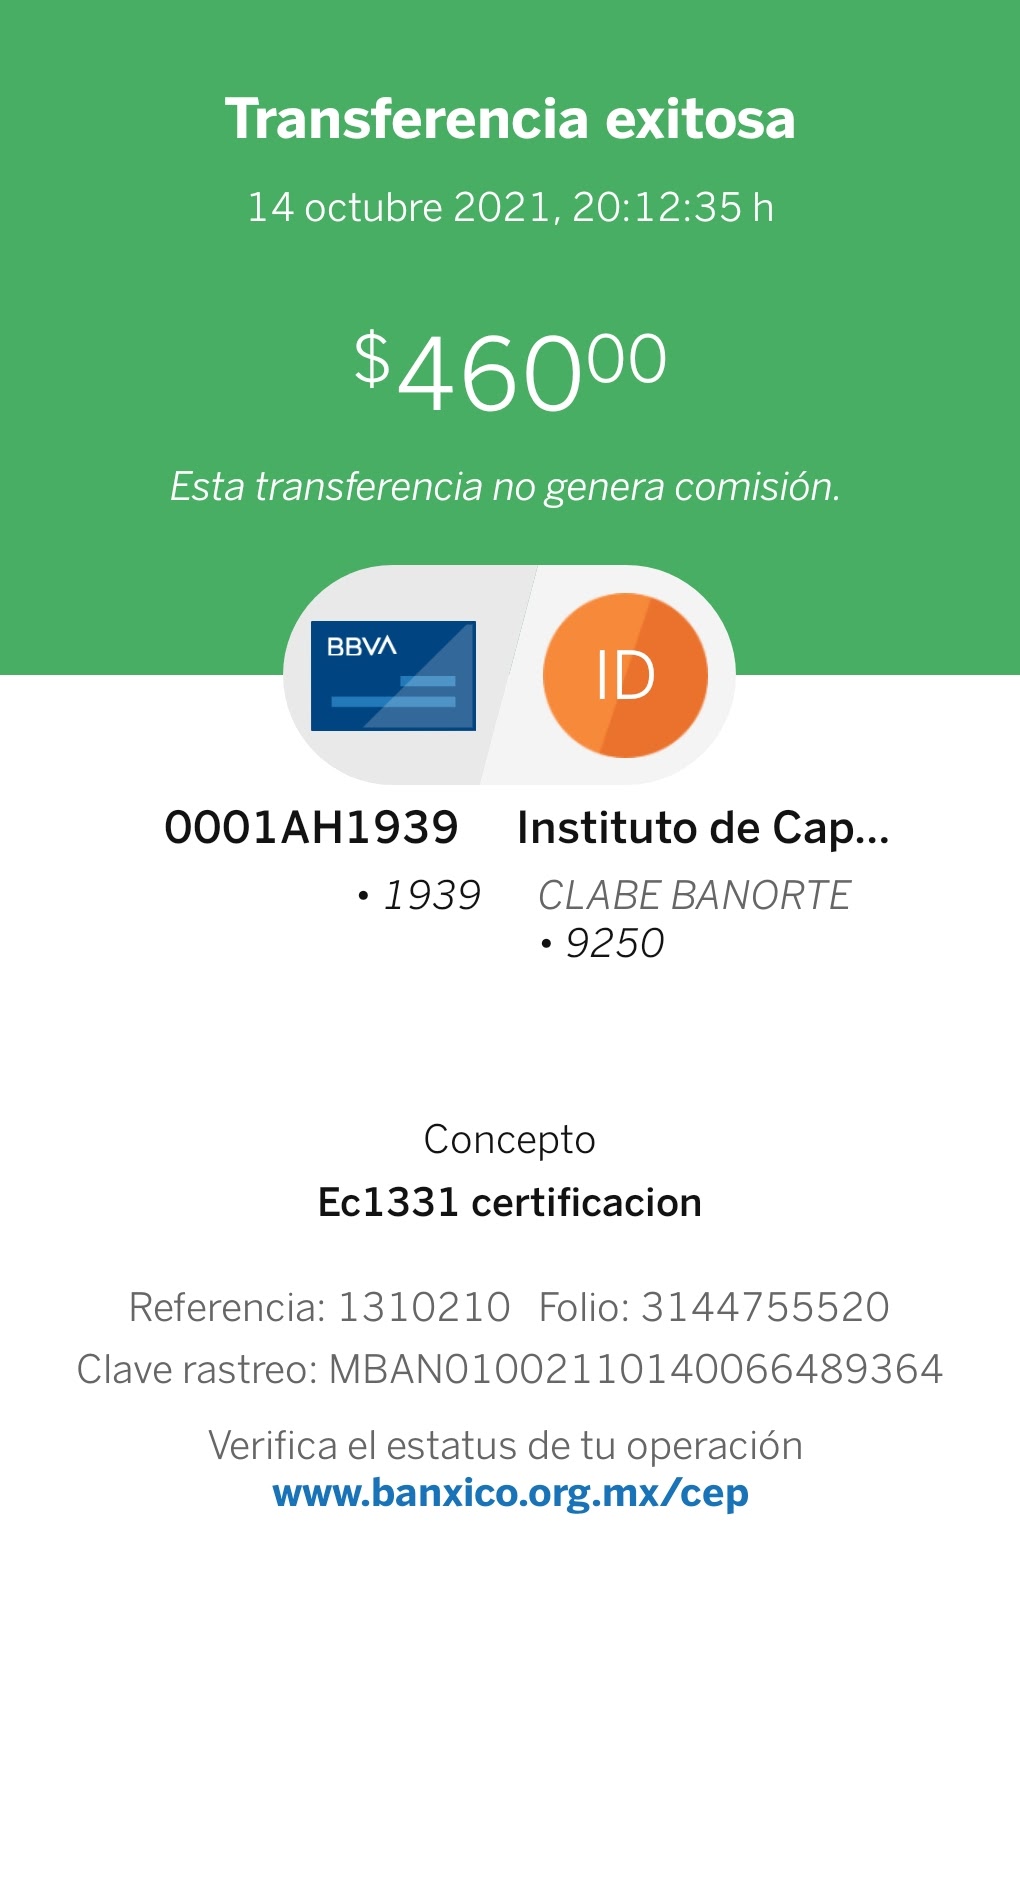 Transferencia exitosa
14 octubre 2021, 20:12:35 h
$460 00
Esta transferencia no genera comisión.
BBVA
ID
0001AH1939 Instituto de Cap...
• 1939 CLABE BANORTE
• 9250
Concepto
Ec1331 certificacion
Referencia: 1310210 Folio: 3144755520
Clave rastreo: MBAN01002110140066489364
Verifica el estatus de tu operación
www.banxico.org.mx/cep